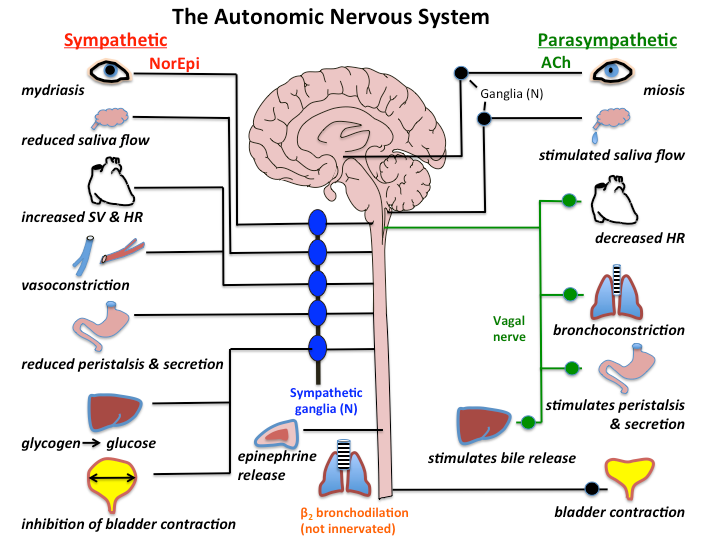 The Autonomic Nervous System
Sympathetic
NorEpi
mydriasis
reduced saliva flow
increased SV & HR
vasoconstriction
reduced peristalsis & secretion
glycogen → glucose
inhibition of bladder contraction
Sympathetic
ganglia (N)
epinephrine
release
β₂ bronchodilation
(not innervated)
Parasympathetic
ACh
Ganglia (N)
miosis
stimulated saliva flow
decreased HR
Vagal
nerve
bronchoconstriction
stimulates peristalsis
& secretion
stimulates bile release
bladder contraction